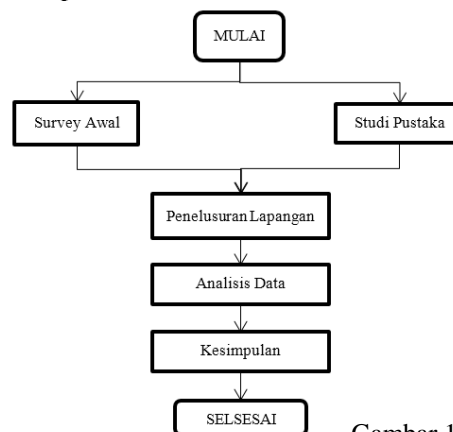 MULAI
Survey Awal
Studi Pustaka
Penelusuran Lapangan
Analisis Data
Kesimpulan
SELSESAI
Gambar 1